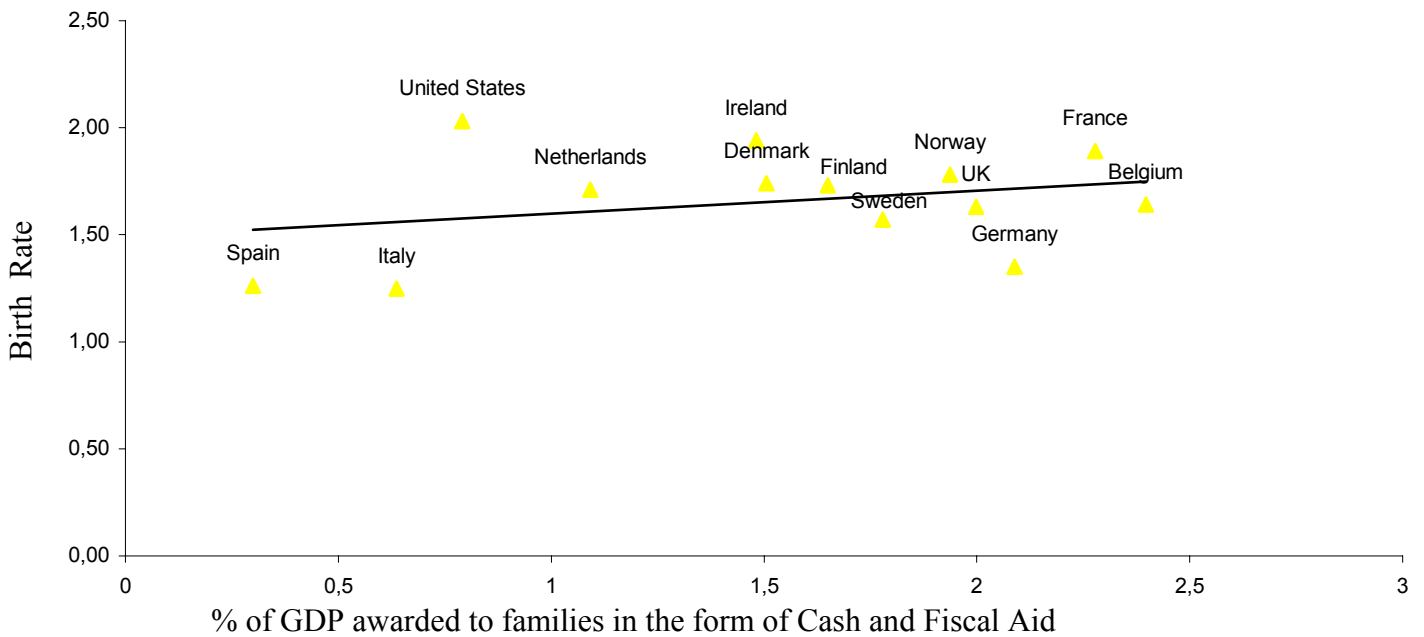 2,50
United States
Ireland
France
2,00
Norway
Denmark
Netherlands
Finland
UK
Belgium
Sweden
1,50
Germany
Spain
Italy
Birth Rate
1,00
0,50
0,00
0 0,5 1 1,5 2 2,5 3
% of GDP awarded to families in the form of Cash and Fiscal Aid